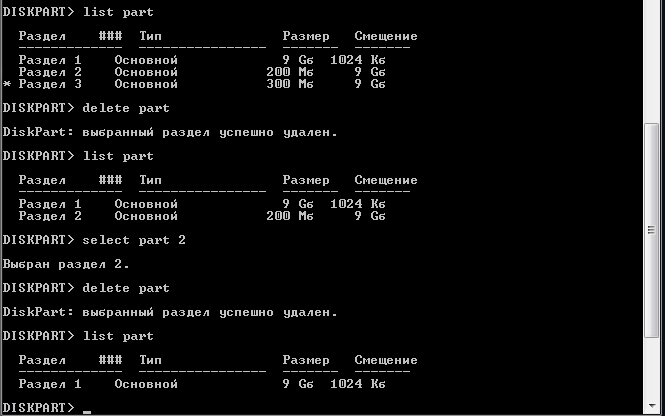 DISKPART> list part
Раздел    ###  Тип               Размер   Смещение
-------------  ----------------  -------  -------
Раздел 1    Основной             9 Gб  1024 Kб
Раздел 2    Основной           200 Mб     9 Gб
* Раздел 3    Основной           300 Mб     9 Gб
DISKPART> delete part
DiskPart: выбранный раздел успешно удален.
DISKPART> list part
Раздел    ###  Тип               Размер   Смещение
-------------  ----------------  -------  -------
Раздел 1    Основной             9 Gб  1024 Kб
Раздел 2    Основной           200 Mб     9 Gб
DISKPART> select part 2
Выбран раздел 2.
DISKPART> delete part
DiskPart: выбранный раздел успешно удален.
DISKPART> list part
Раздел    ###  Тип               Размер   Смещение
-------------  ----------------  -------  -------
Раздел 1    Основной             9 Gб  1024 Kб
DISKPART> _